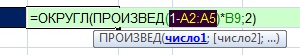 =ОКРУГЛ(ПРОИЗВЕД(1-A2:A5)*B9;2)
ПРОИЗВЕД(число1; [число2]; ...)